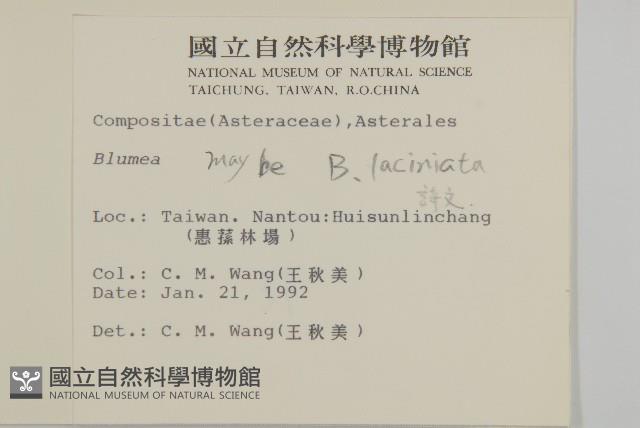 國立自然科學博物館
NATIONAL MUSEUM OF NATURAL SCIENCE
TAICHUNG, TAIWAN, R.O.CHINA
Compositae(Asteraceae),Asterales
Blumea may be B. laciniata
許文.
Loc.: Taiwan. Nantou:Huisunlinchang
(惠蓀林場)
Col.: C. M. Wang(王秋美)
Date: Jan. 21, 1992
Det.: C. M. Wang(王秋美)
國立自然科學博物館
NATIONAL MUSEUM OF NATURAL SCIENCE